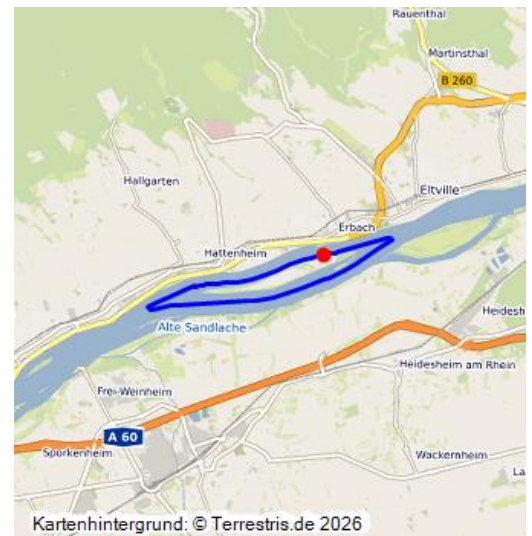 Rauenthal
Martinsthal
B 260
Hallgarten
Eltville
Erbach
Hattenheim
Alte Sandlache
Heidesh
Heidesheim am Rhein
Frei-Weinheim
A 60
Sporkenheim
Wackernheim
La
Kartenhintergrund: © Terrestris.de 2026